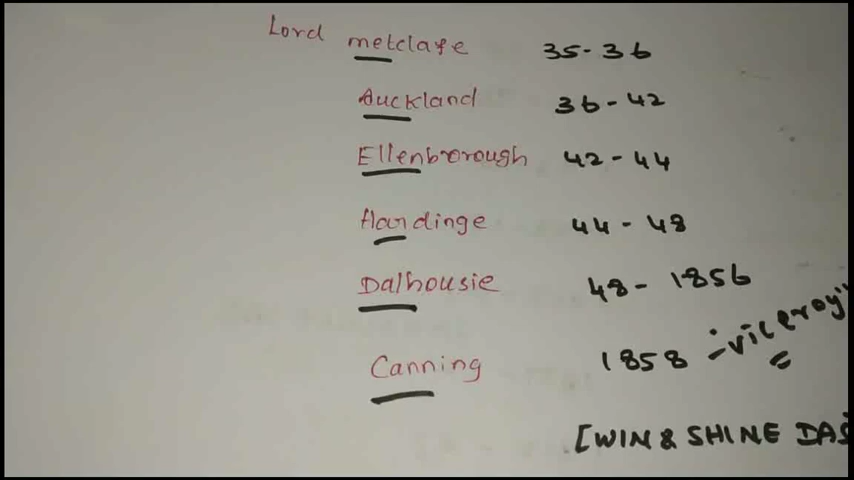 Lord metclafe 35-36
Auckland 36-42
Ellenborough 42-44
Hardinge 44-48
Dalhousie 48-1856
Canning 1858 -viceroy
[WIN & SHINE DAS